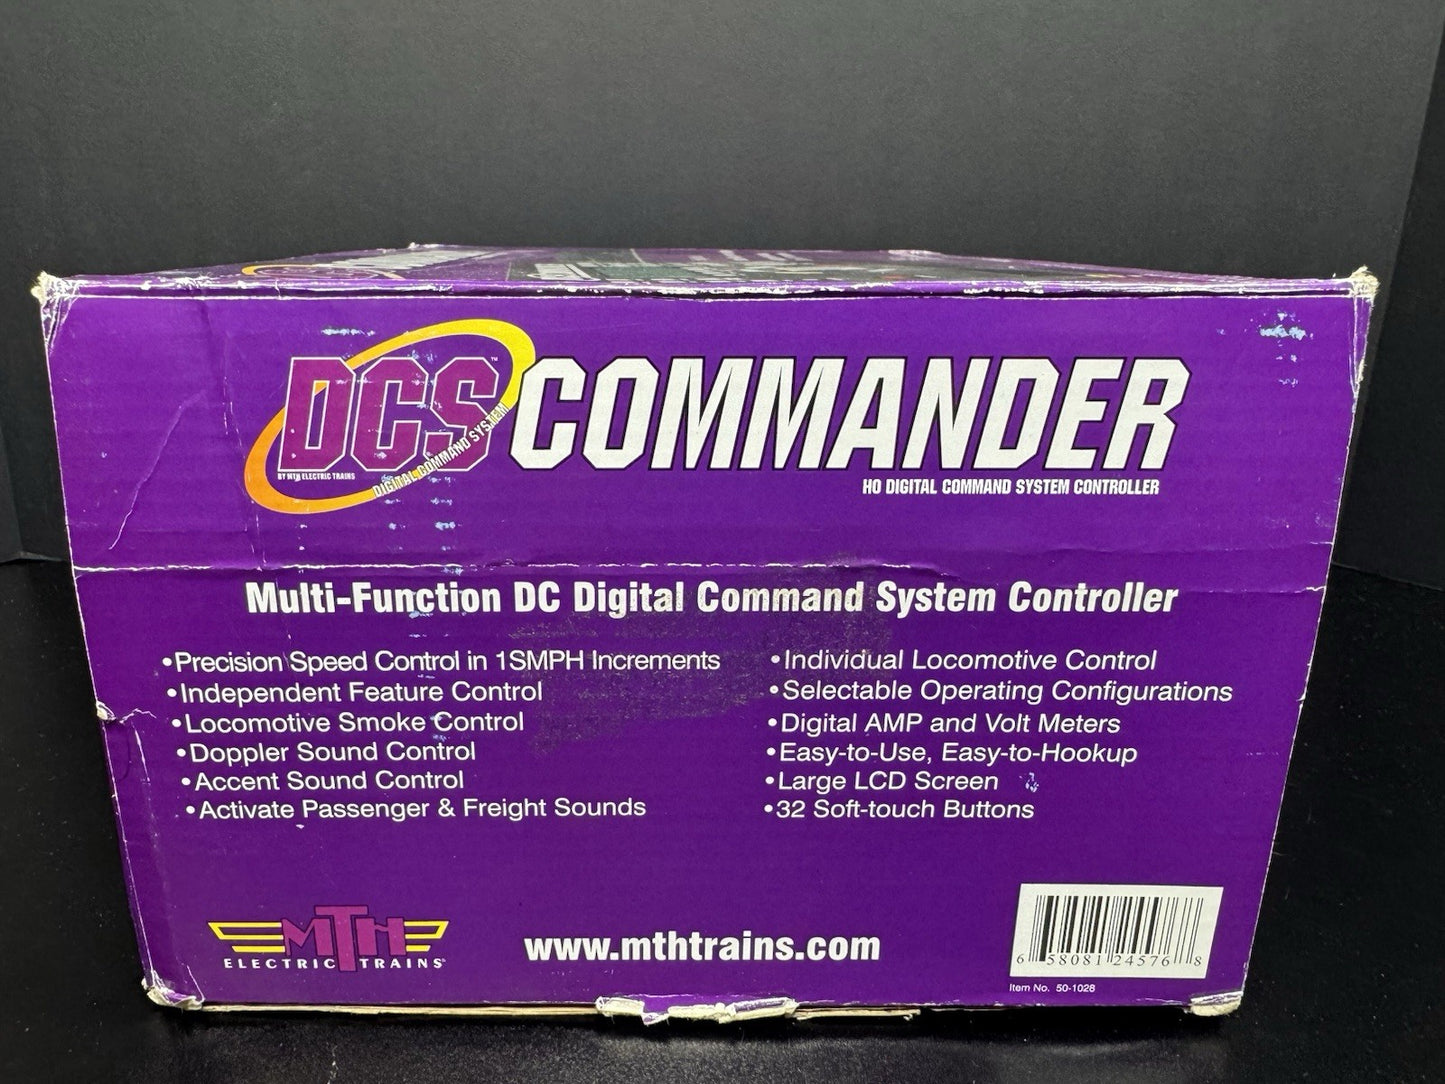 DCS™ COMMANDER
BY MTH ELECTRIC TRAINS
DIGITAL COMMAND SYSTEM
HO DIGITAL COMMAND SYSTEM CONTROLLER
Multi-Function DC Digital Command System Controller
•Precision Speed Control in 1SMPH Increments
•Independent Feature Control
•Locomotive Smoke Control
•Doppler Sound Control
•Accent Sound Control
•Activate Passenger & Freight Sounds
•Individual Locomotive Control
•Selectable Operating Configurations
•Digital AMP and Volt Meters
•Easy-to-Use, Easy-to-Hookup
•Large LCD Screen
•32 Soft-touch Buttons
MTH
ELECTRIC TRAINS®
www.mthtrains.com
6 58081 24576 8
Item No. 50-1028